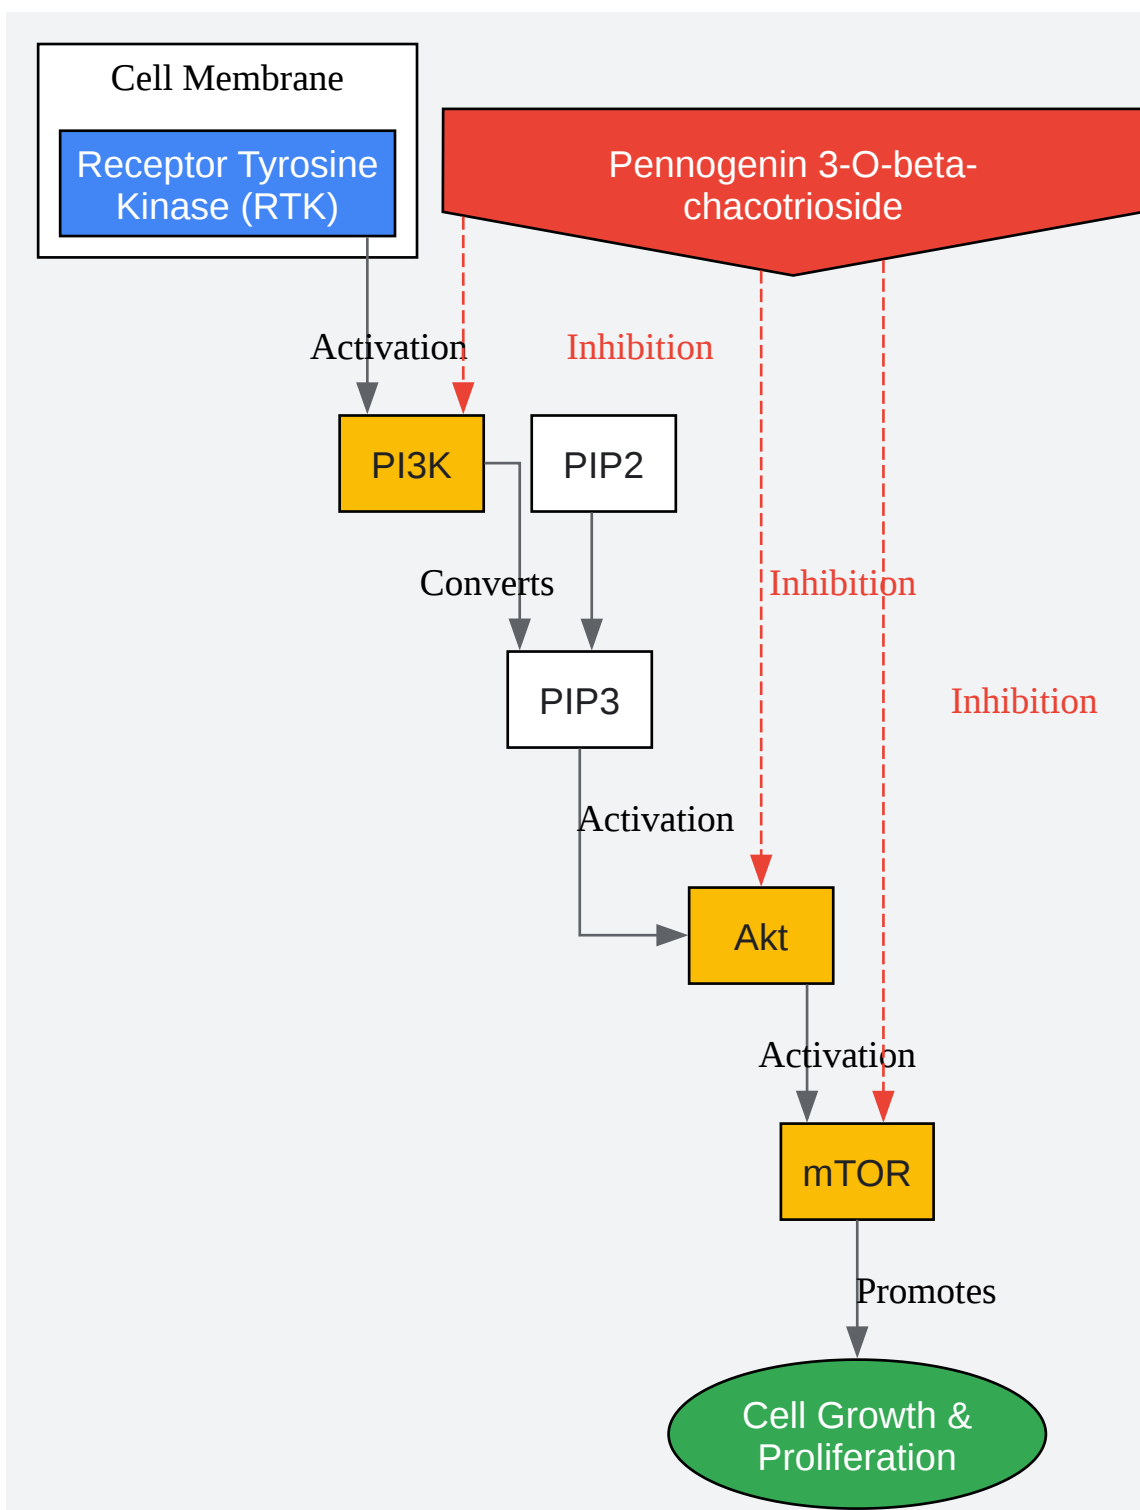 Cell Membrane
Receptor Tyrosine
Kinase (RTK)
Pennogenin 3-O-beta-
chacotrioside
Activation
Inhibition
PI3K
PIP2
Converts
Inhibition
PIP3
Inhibition
Activation
Akt
Activation
mTOR
Promotes
Cell Growth &
Proliferation